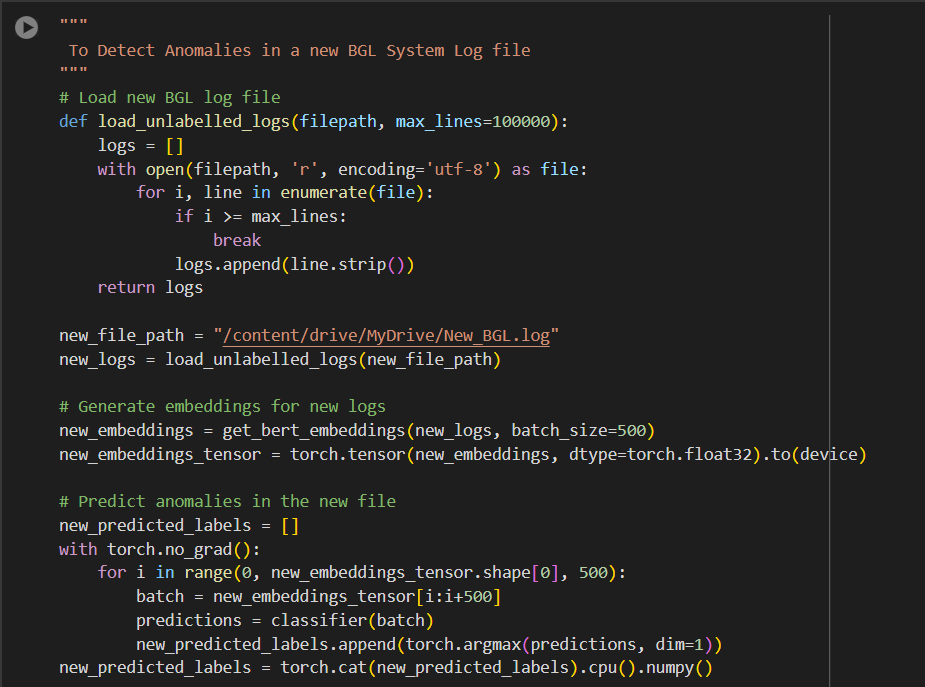 """
 To Detect Anomalies in a new BGL System Log file
"""
# Load new BGL log file
def load_unlabelled_logs(filepath, max_lines=100000):
    logs = []
    with open(filepath, 'r', encoding='utf-8') as file:
        for i, line in enumerate(file):
            if i >= max_lines:
                break
            logs.append(line.strip())
    return logs

new_file_path = "/content/drive/MyDrive/New_BGL.log"
new_logs = load_unlabelled_logs(new_file_path)

# Generate embeddings for new logs
new_embeddings = get_bert_embeddings(new_logs, batch_size=500)
new_embeddings_tensor = torch.tensor(new_embeddings, dtype=torch.float32).to(device)

# Predict anomalies in the new file
new_predicted_labels = []
with torch.no_grad():
    for i in range(0, new_embeddings_tensor.shape[0], 500):
        batch = new_embeddings_tensor[i:i+500]
        predictions = classifier(batch)
        new_predicted_labels.append(torch.argmax(predictions, dim=1))
new_predicted_labels = torch.cat(new_predicted_labels).cpu().numpy()